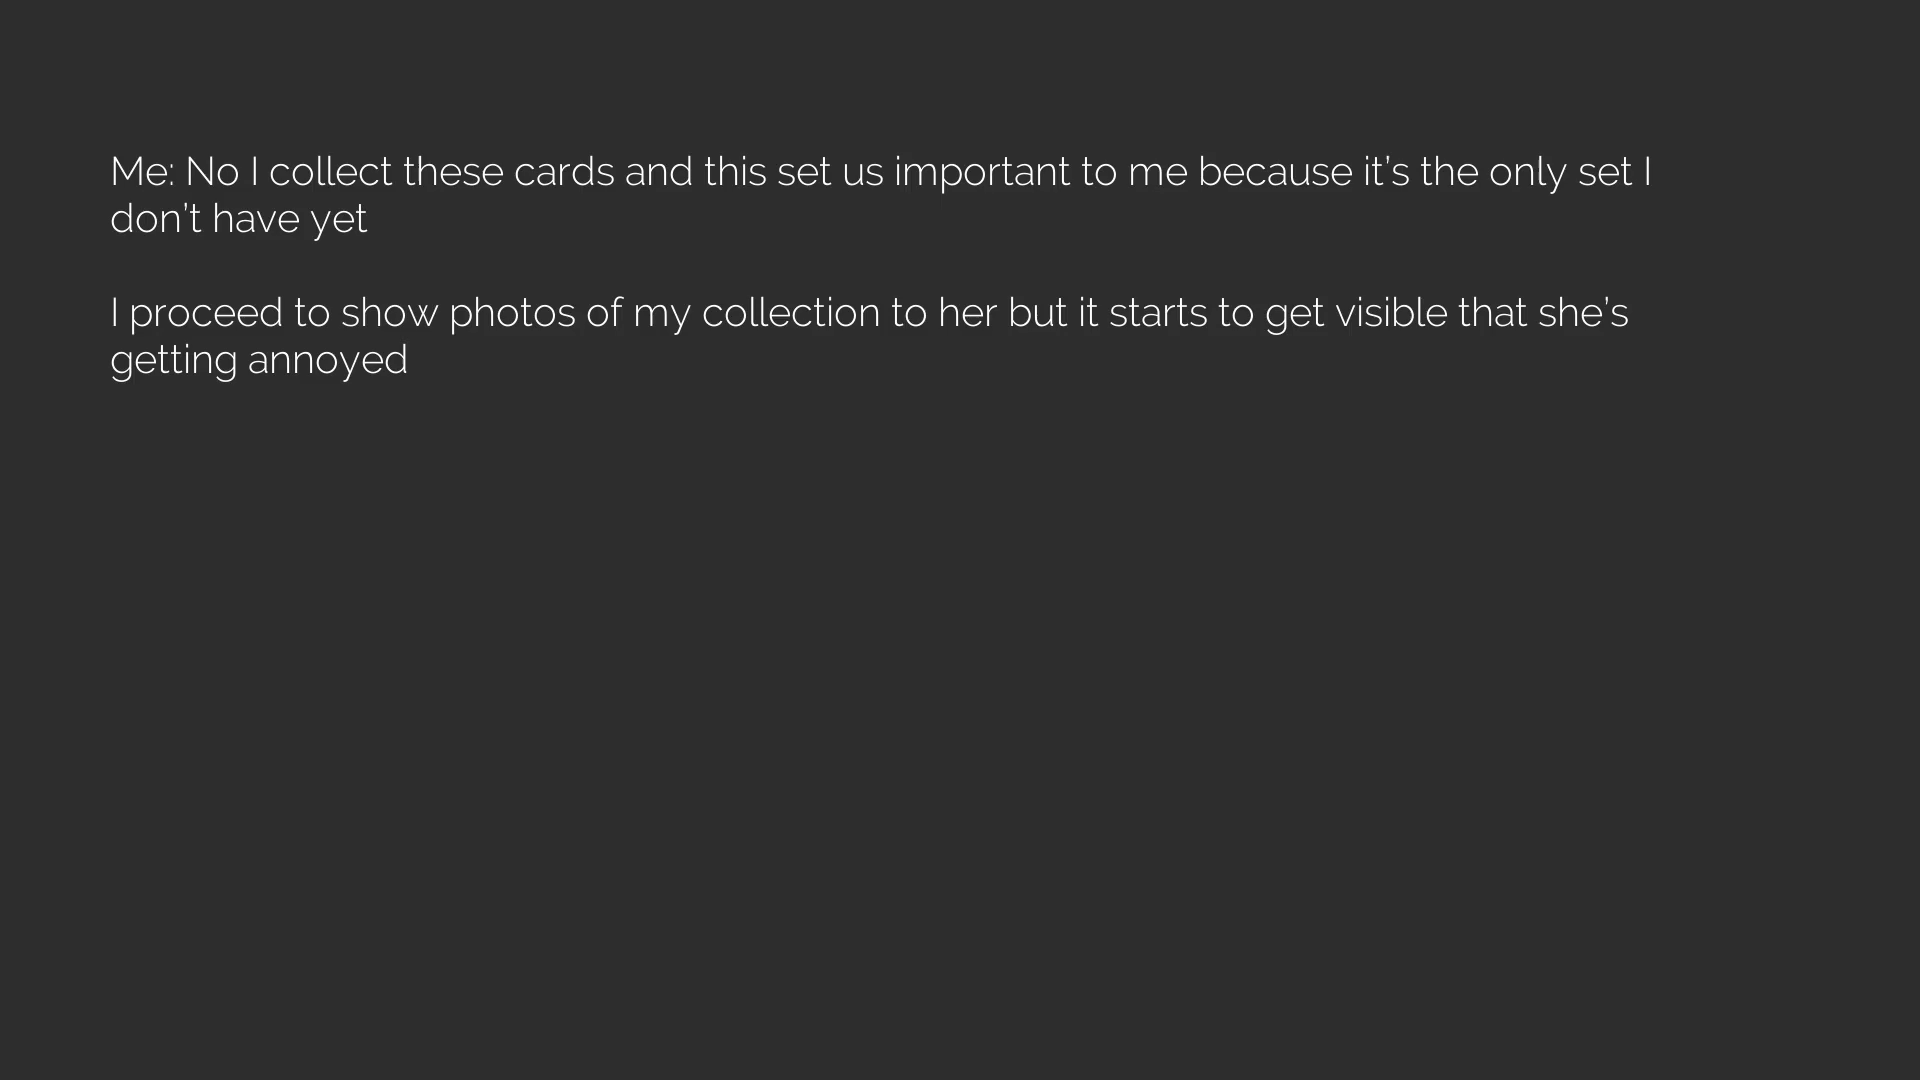 Me: No I collect these cards and this set us important to me because it’s the only set I
don’t have yet
I proceed to show photos of my collection to her but it starts to get visible that she’s
getting annoyed